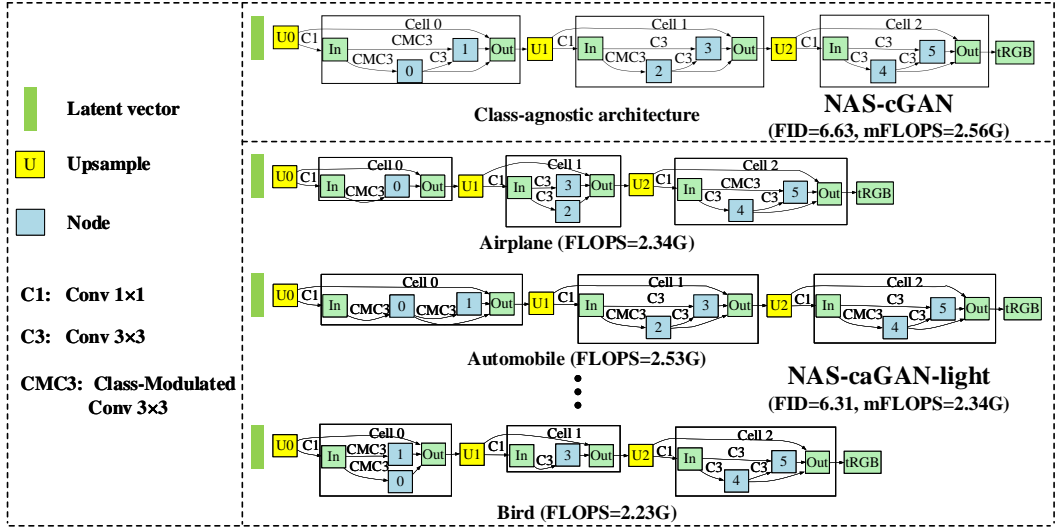 Latent vector
U Upsample
Node
C1: Conv 1×1
C3: Conv 3×3
CMC3: Class-Modulated
Conv 3×3
U0 C1 Cell 0 In CMC3 CMC3 0 C3 1 Out U1 C1 Cell 1 In C3 CMC3 2 C3 3 Out U2 C1 Cell 2 In C3 C3 4 C3 5 Out tRGB
Class-agnostic architecture
NAS-cGAN
(FID=6.63, mFLOPS=2.56G)
U0 C1 Cell 0 In CMC3 0 Out U1 C1 Cell 1 In C3 3 C3 2 Out U2 C1 Cell 2 In CMC3 C3 4 C3 5 Out tRGB
Airplane (FLOPS=2.34G)
U0 C1 Cell 0 In CMC3 0 CMC3 1 Out U1 C1 Cell 1 In C3 CMC3 2 C3 3 Out U2 C1 Cell 2 In C3 CMC3 4 C3 5 Out tRGB
Automobile (FLOPS=2.53G)
NAS-caGAN-light
(FID=6.31, mFLOPS=2.34G)
U0 C1 Cell 0 In CMC3 1 CMC3 0 Out U1 C1 Cell 1 In C3 3 Out U2 C1 Cell 2 In C3 C3 4 C3 5 Out tRGB
Bird (FLOPS=2.23G)